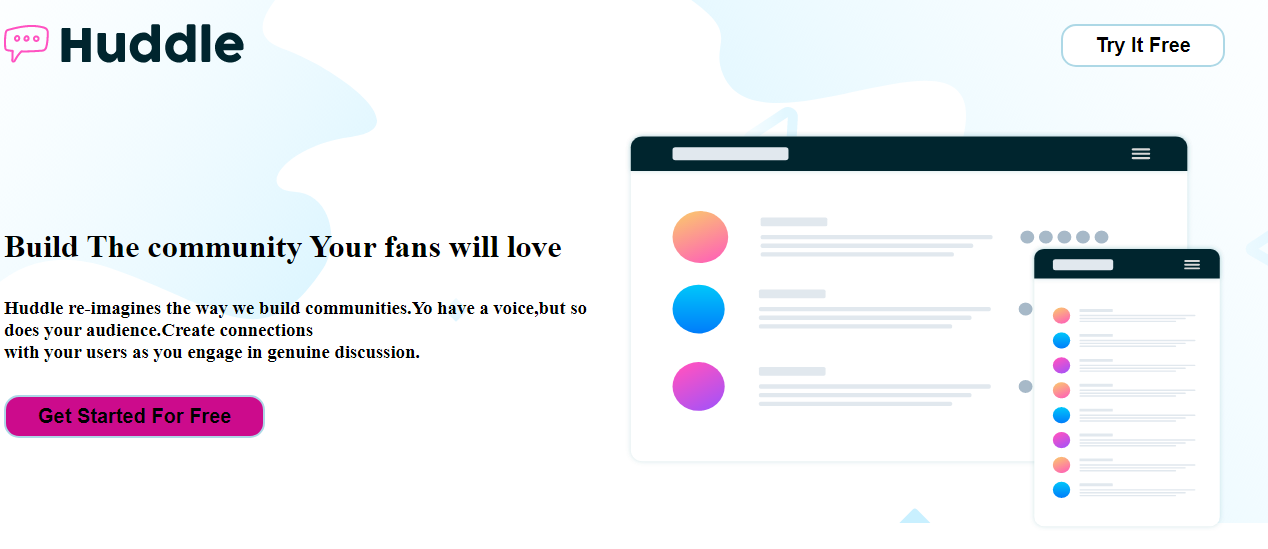 Huddle
Try It Free
Build The community Your fans will love
Huddle re-imagines the way we build communities.Yo have a voice,but so
does your audience.Create connections
with your users as you engage in genuine discussion.
Get Started For Free